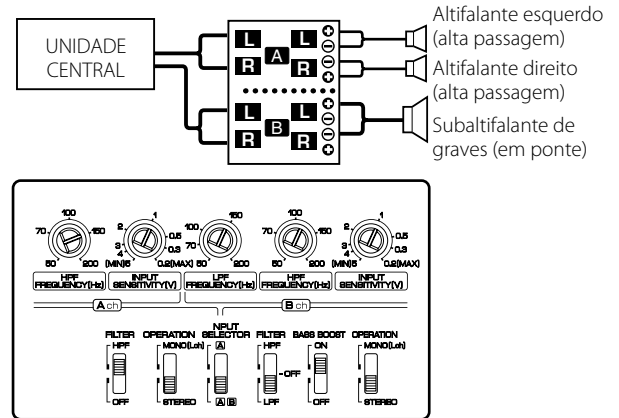 UNIDADE
CENTRAL
L
R
A
L
R
L
R
B
L
R
Altifalante esquerdo
(alta passagem)
Altifalante direito
(alta passagem)
Subaltifalante de
graves (em ponte)
100
70 150
50 200
HPF
FREQUENCY(Hz)
1
2 0.5
3 0.3
4
(MIN)5 0.2(MAX)
INPUT
SENSITIVITY(V)
100 150
70
50 200
LPF
FREQUENCY(Hz)
100
70 150
50 200
HPF
FREQUENCY(Hz)
1
2 0.5
3 0.3
4
(MIN)5 0.2(MAX)
INPUT
SENSITIVITY(V)
A ch
B ch
FILTER
HPF
OFF
OPERATION
MONO(Lch)
STEREO
INPUT
SELECTOR
A
A B
FILTER
HPF
OFF
LPF
BASS BOOST
ON
OFF
OPERATION
MONO(Lch)
STEREO